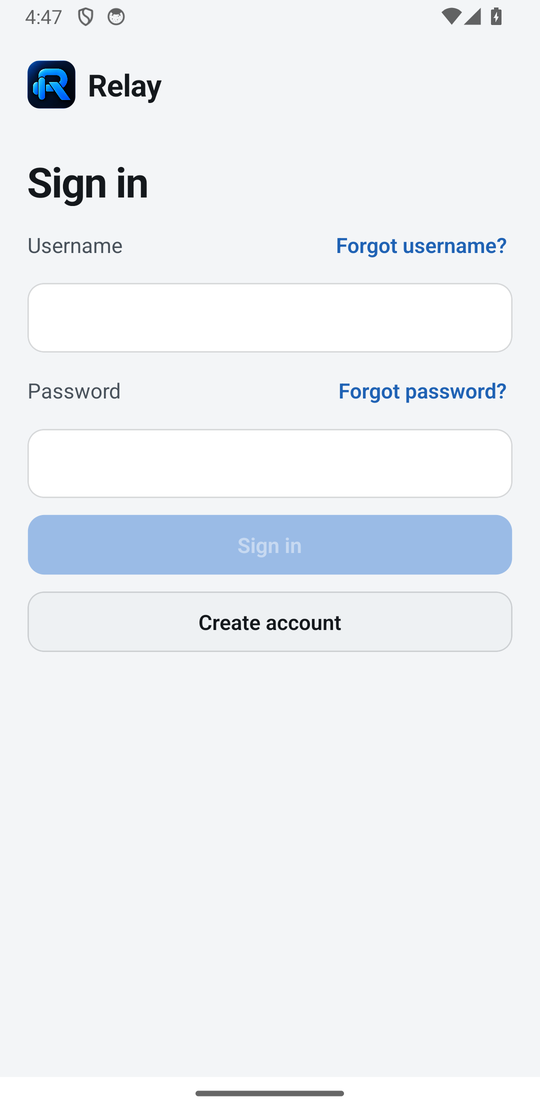 4:47
Relay
Sign in
Username Forgot username?
Password Forgot password?
Sign in
Create account